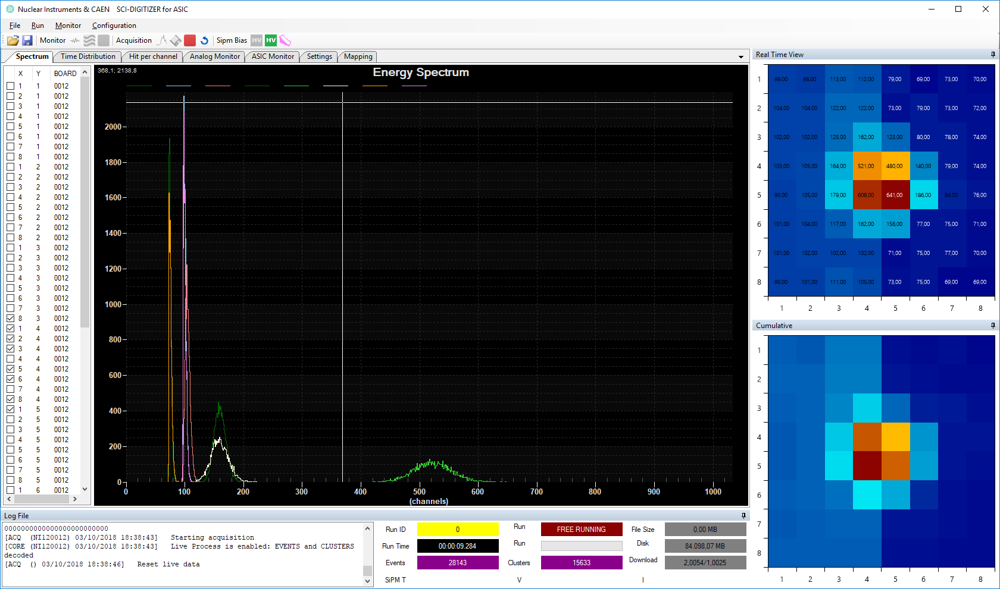 Nuclear Instruments & CAEN    SCI-DIGITIZER for ASIC
File Run Monitor Configuration
Monitor Acquisition Sipm Bias HV HV
Spectrum Time Distribution Hit per channel Analog Monitor ASIC Monitor Settings Mapping
X Y BOARD
1 1 0012
2 1 0012
3 1 0012
4 1 0012
5 1 0012
6 1 0012
7 1 0012
8 1 0012
1 2 0012
2 2 0012
3 2 0012
4 2 0012
5 2 0012
6 2 0012
7 2 0012
8 2 0012
1 3 0012
2 3 0012
3 3 0012
4 3 0012
5 3 0012
6 3 0012
7 3 0012
8 3 0012
1 4 0012
2 4 0012
3 4 0012
4 4 0012
5 4 0012
6 4 0012
7 4 0012
8 4 0012
1 5 0012
2 5 0012
3 5 0012
4 5 0012
5 5 0012
6 5 0012
7 5 0012
8 5 0012
1 6 0012
368,1; 2138,8
Energy Spectrum
2000
1800
1600
1400
1200
1000
800
600
400
200
0
0 100 200 300 400 500 600 700 800 900 1000
(channels)
Real Time View
1 99,00 98,00 113,00 112,00 79,00 69,00 73,00 70,00
2 104,00 104,00 122,00 122,00 73,00 79,00 73,00 72,00
3 102,00 102,00 125,00 162,00 123,00 80,00 78,00 74,00
4 103,00 105,00 164,00 521,00 480,00 140,00 79,00 74,00
5 99,00 105,00 179,00 606,00 641,00 186,00 84,00 76,00
6 101,00 104,00 117,00 162,00 156,00 77,00 75,00 71,00
7 101,00 102,00 102,00 102,00 71,00 75,00 77,00 70,00
8 99,00 101,00 111,00 105,00 73,00 75,00 69,00 69,00
1 2 3 4 5 6 7 8
Cumulative
1
2
3
4
5
6
7
8
1 2 3 4 5 6 7 8
Log File
0000000000000000000000000
[ACQ  (NI120012) 03/10/2018 18:38:43]   Starting acquisition
[CORE (NI120012) 03/10/2018 18:38:43]   Live Process is enabled: EVENTS and CLUSTERS
decoded
[ACQ  () 03/10/2018 18:38:46]   Reset live data
Run ID 0 Run FREE RUNNING File Size 0,00 MB
Run Time 00:00:09.284 Run Disk 84.098,07 MB
Events 28143 Clusters 15633 Download 2,0054/1,0025
SiPM T V I